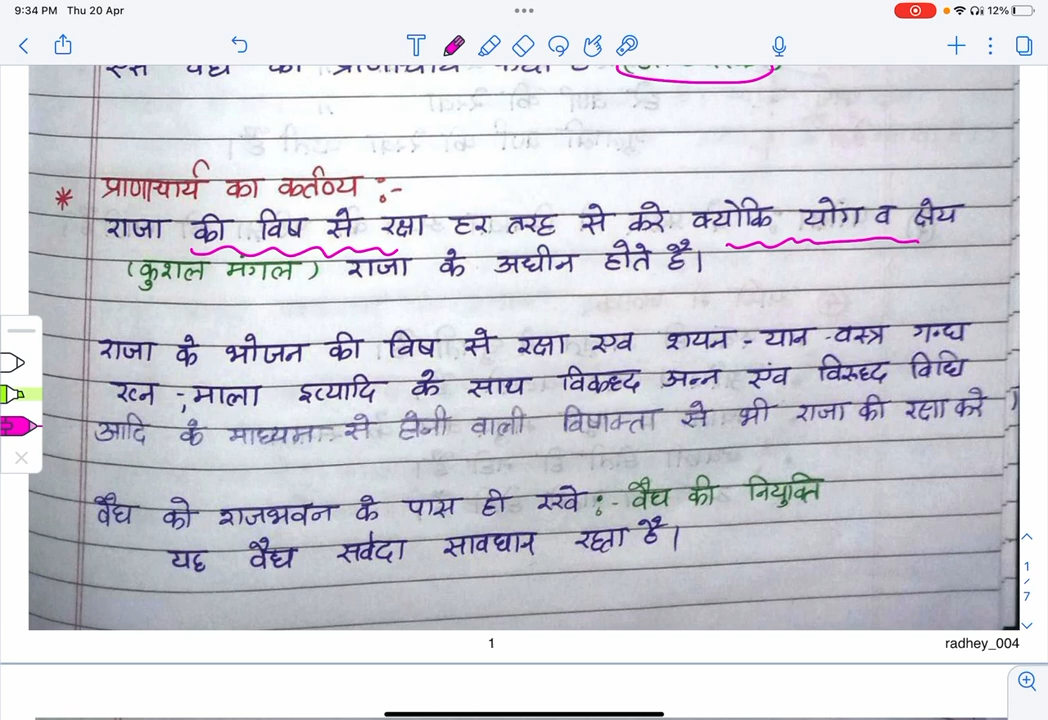 9:34 PM Thu 20 Apr
12%
प्राणाचार्य का कर्तव्य :-
राजा की विष से रक्षा हर तरह से करे क्योकि योग व क्षेय
(कुशल मंगल) राजा के अधीन होते है।
राजा के भोजन की विष से रक्षा एव शयन - यान - वस्त्र गन्ध
रत्न -, माला इत्यादि के साथ विरुध्द अन्न एंव विरुध्द विधि
आदि के माध्यम से होनी वाली विषाक्ता से भी राजा की रक्षा करे।
वैध को राजभवन के पास ही रखे :- वैध की नियुक्ति
यह वैध सर्वदा सावधान रहता है।
1
/
7
1
radhey_004